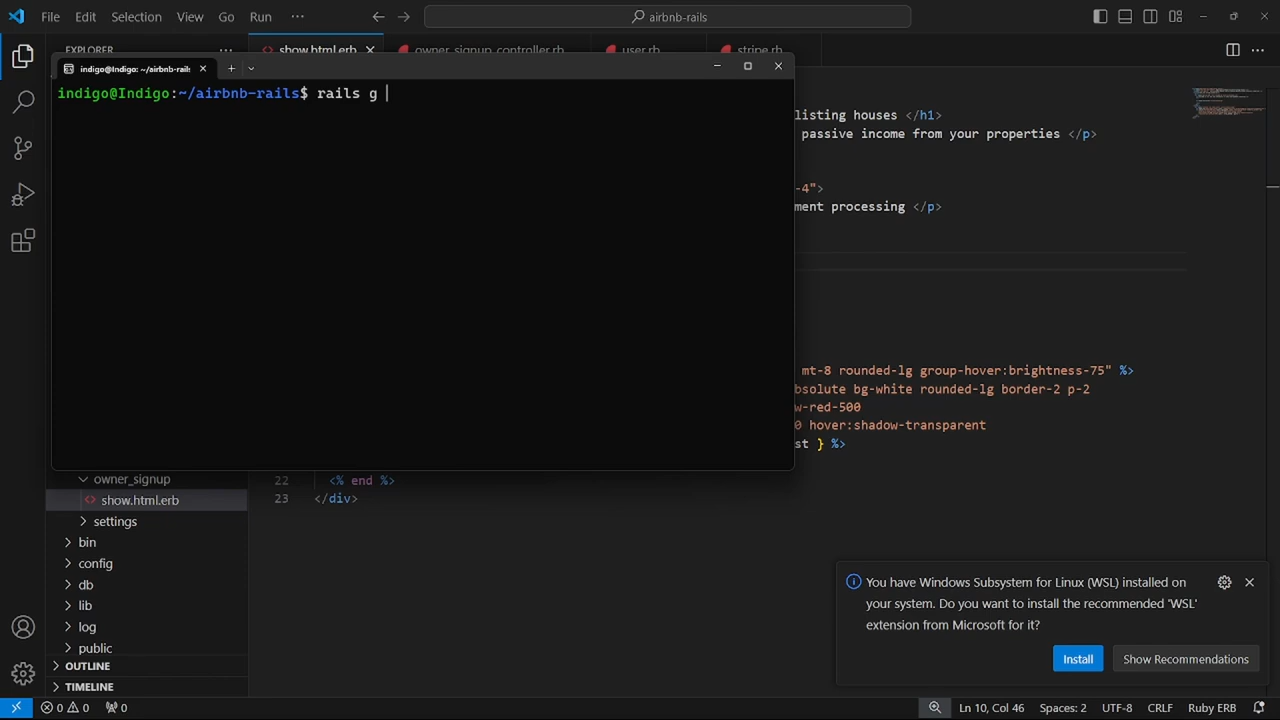 File Edit Selection View Go Run ··· airbnb-rails
EXPLORER ···
show.html.erb owner_signup_controller.rb user.rb stripe.rb
indigo@Indigo: ~/airbnb-rails
indigo@Indigo:~/airbnb-rails$ rails g
listing houses </h1>
passive income from your properties </p>
-4">
ment processing </p>
mt-8 rounded-lg group-hover:brightness-75" %>
bsolute bg-white rounded-lg border-2 p-2
w-red-500
0 hover:shadow-transparent
st } %>
owner_signup
22 <% end %>
show.html.erb
23 </div>
settings
bin
config
db
lib
log
public
OUTLINE
TIMELINE
You have Windows Subsystem for Linux (WSL) installed on
your system. Do you want to install the recommended 'WSL'
extension from Microsoft for it?
Install Show Recommendations
0 0 0 Ln 10, Col 46 Spaces: 2 UTF-8 CRLF Ruby ERB